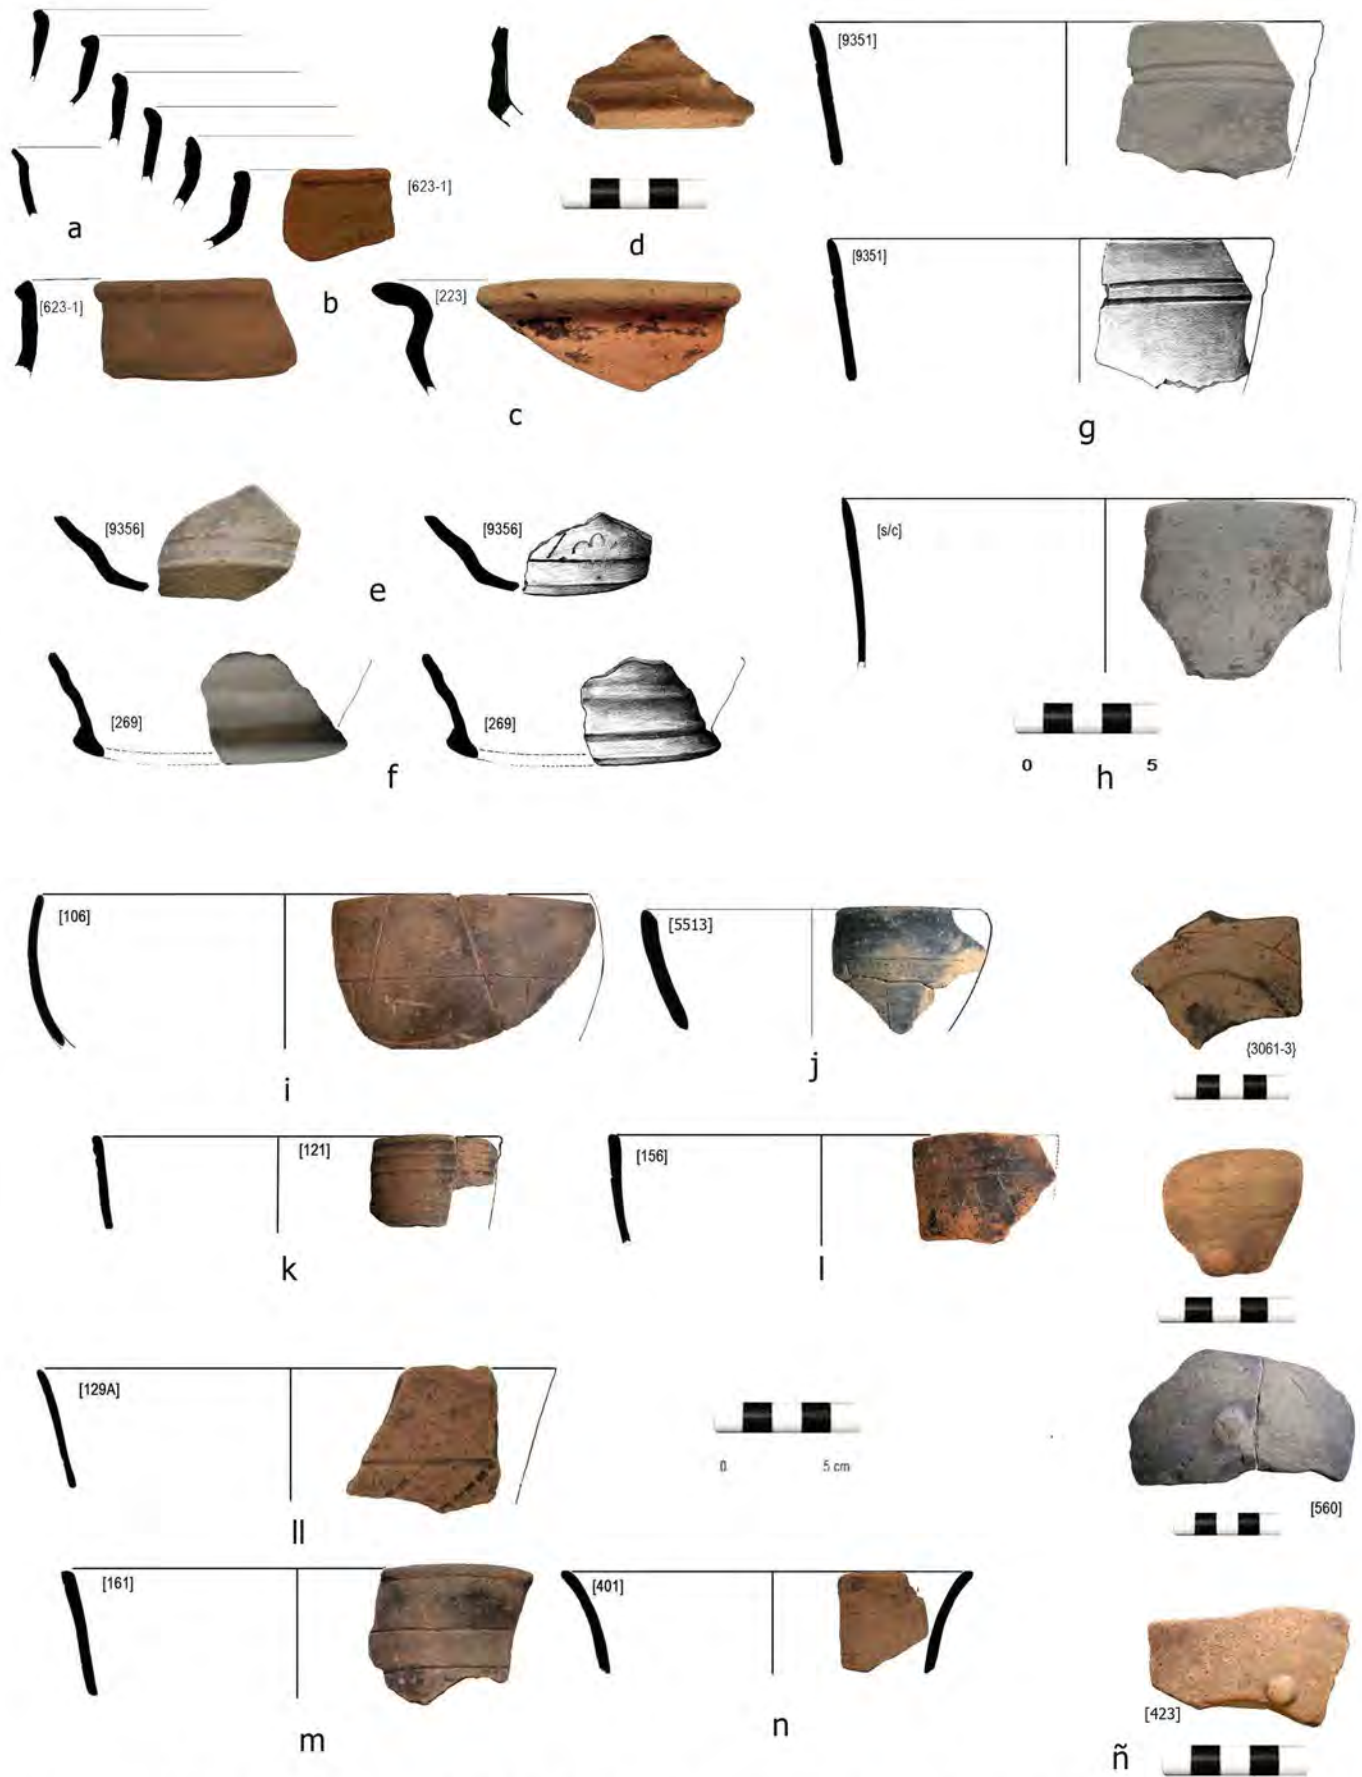 [623-1]
a
b
[623-1]
[223]
c
d
[9351]
[9351]
g
[9356]
[9356]
e
[269]
[269]
f
[s/c]
0 5
h
[106]
i
[5513]
j
{3061-3}
[121]
k
[156]
l
[129A]
ll
0 5 cm
[560]
[161]
m
[401]
n
[423]
ñ